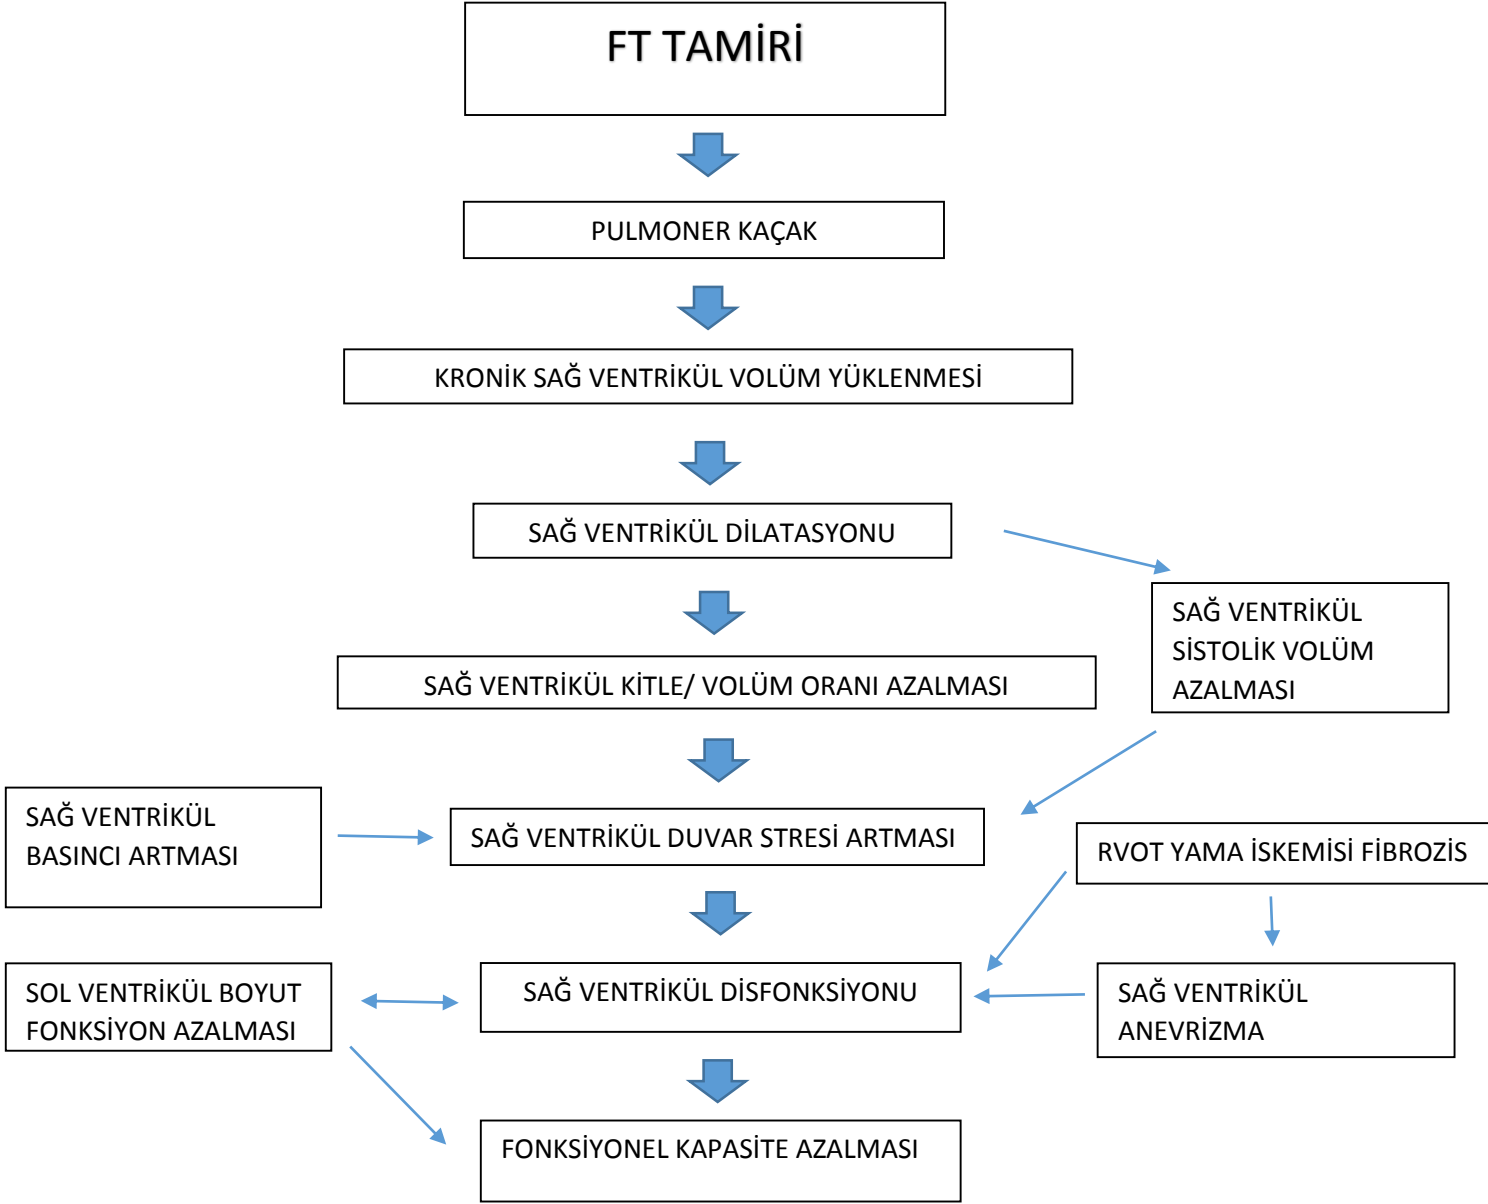 FT TAMİRİ
PULMONER KAÇAK
KRONİK SAĞ VENTRİKÜL VOLÜM YÜKLENMESİ
SAĞ VENTRİKÜL DİLATASYONU
SAĞ VENTRİKÜL
SİSTOLİK VOLÜM
AZALMASI
SAĞ VENTRİKÜL KİTLE/ VOLÜM ORANI AZALMASI
SAĞ VENTRİKÜL
BASINCI ARTMASI
SAĞ VENTRİKÜL DUVAR STRESİ ARTMASI
RVOT YAMA İSKEMİSİ FİBROZİS
SOL VENTRİKÜL BOYUT
FONKSİYON AZALMASI
SAĞ VENTRİKÜL DİSFONKSİYONU
SAĞ VENTRİKÜL
ANEVRİZMA
FONKSİYONEL KAPASİTE AZALMASI